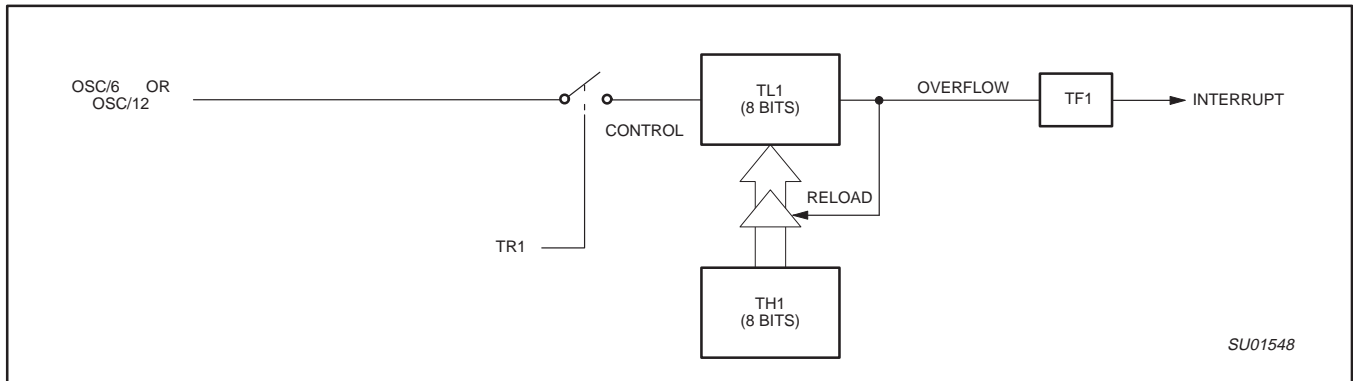 OSC/6 OR
OSC/12
CONTROL
TL1
(8 BITS)
OVERFLOW
TF1
INTERRUPT
RELOAD
TR1
TH1
(8 BITS)
SU01548